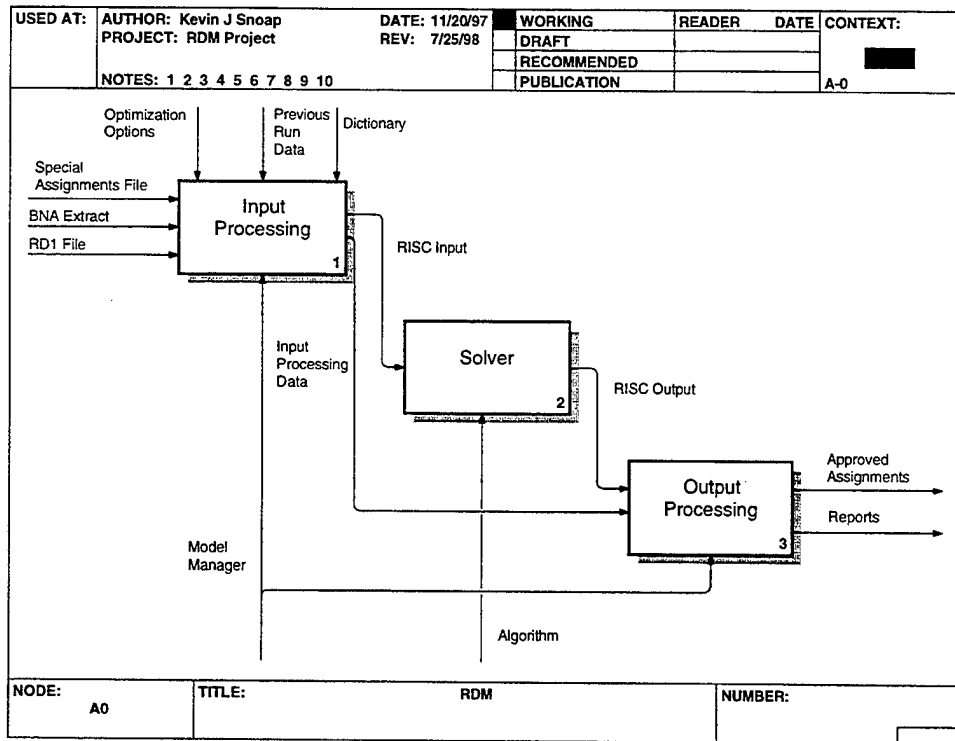 USED AT:
AUTHOR: Kevin J Snoap
DATE: 11/20/97
PROJECT: RDM Project
REV: 7/25/98
NOTES: 1 2 3 4 5 6 7 8 9 10
WORKING
DRAFT
RECOMMENDED
PUBLICATION
READER DATE
CONTEXT:
A-0
Optimization
Options
Previous
Run
Data
Dictionary
Special
Assignments File
BNA Extract
RD1 File
Input
Processing
1
RISC Input
Input
Processing
Data
Solver
2
RISC Output
Output
Processing
3
Approved
Assignments
Reports
Model
Manager
Algorithm
NODE:
A0
TITLE:
RDM
NUMBER: